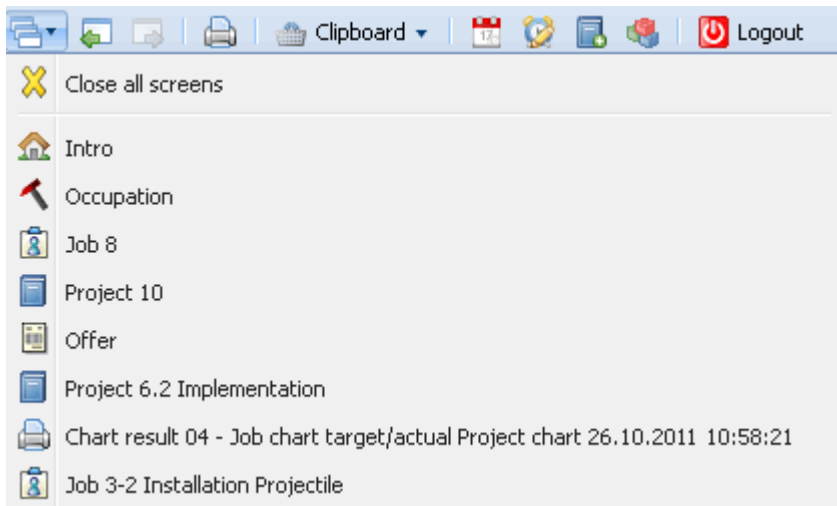 Clipboard Logout
Close all screens
Intro
Occupation
Job 8
Project 10
Offer
Project 6.2 Implementation
Chart result 04 - Job chart target/actual Project chart 26.10.2011 10:58:21
Job 3-2 Installation Projectile